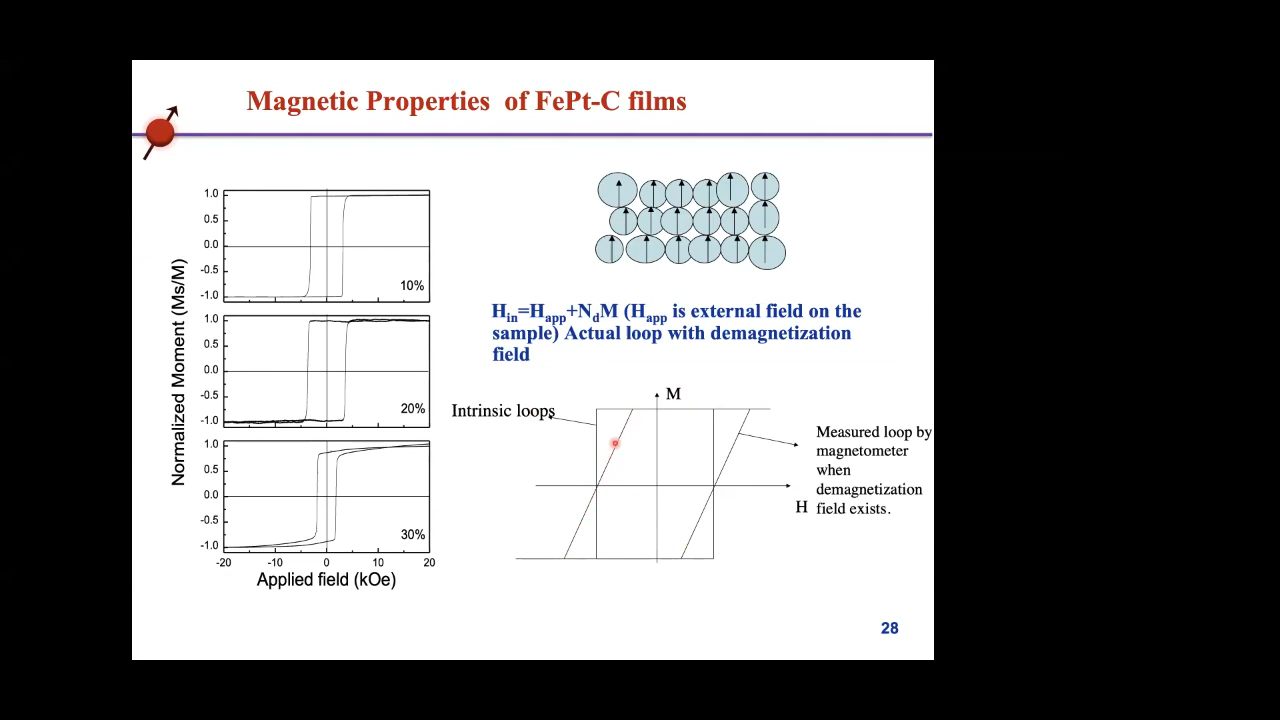 Magnetic Properties of FePt-C films
Normalized Moment (Ms/M)
1.0
0.5
0.0
-0.5
-1.0
10%
1.0
0.5
0.0
-0.5
-1.0
20%
1.0
0.5
0.0
-0.5
-1.0
30%
-20 -10 0 10 20
Applied field (kOe)
Hin=Happ+NdM (Happ is external field on the
sample) Actual loop with demagnetization
field
M
Intrinsic loops
Measured loop by
magnetometer
when
demagnetization
field exists.
H
28